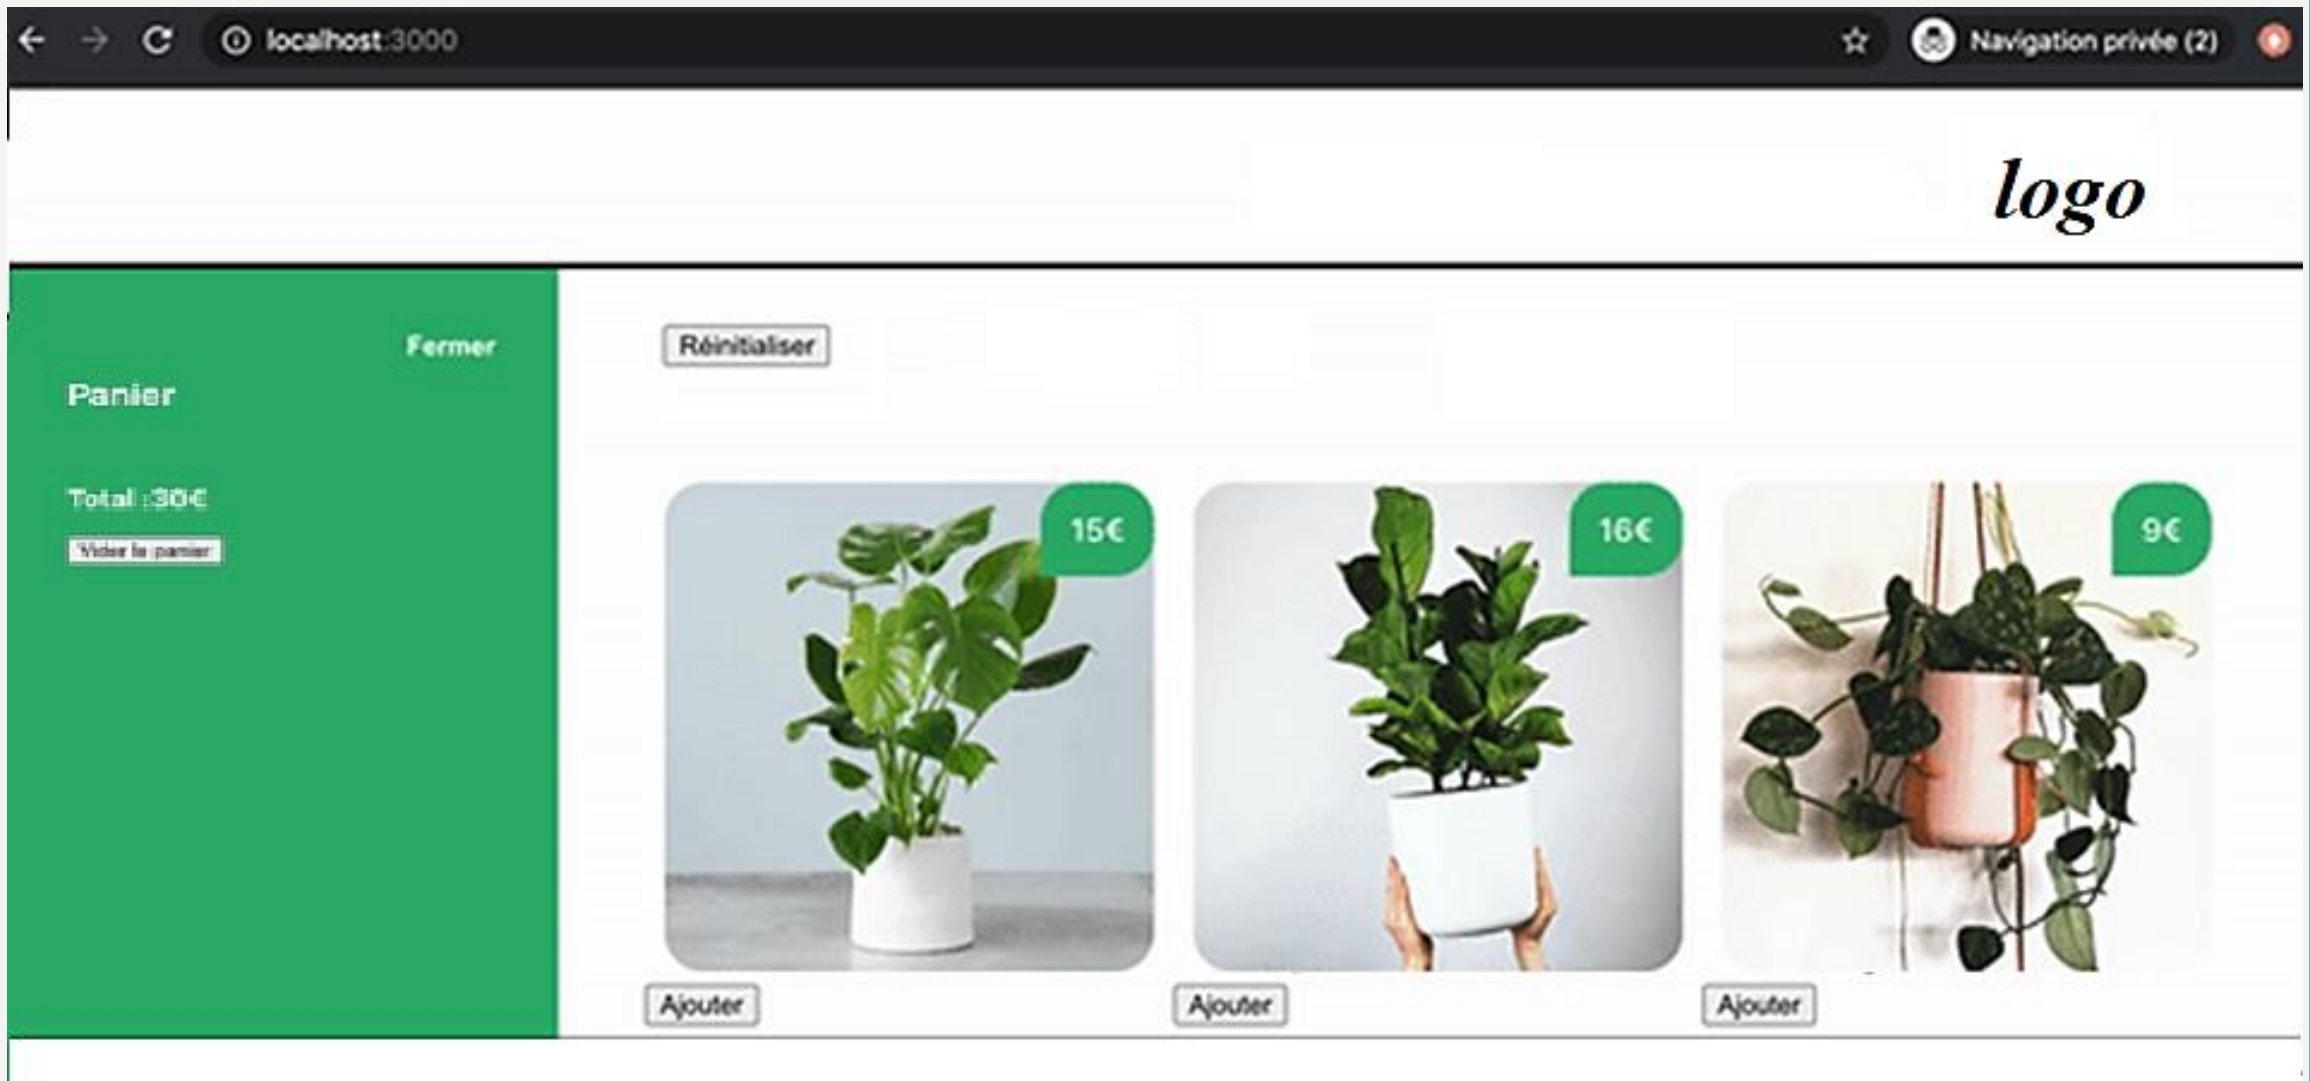 localhost:3000
Navigation privée (2)
logo
Fermer
Réinitialiser
Panier
Total :30€
Vider le panier
15€
16€
9€
Ajouter
Ajouter
Ajouter